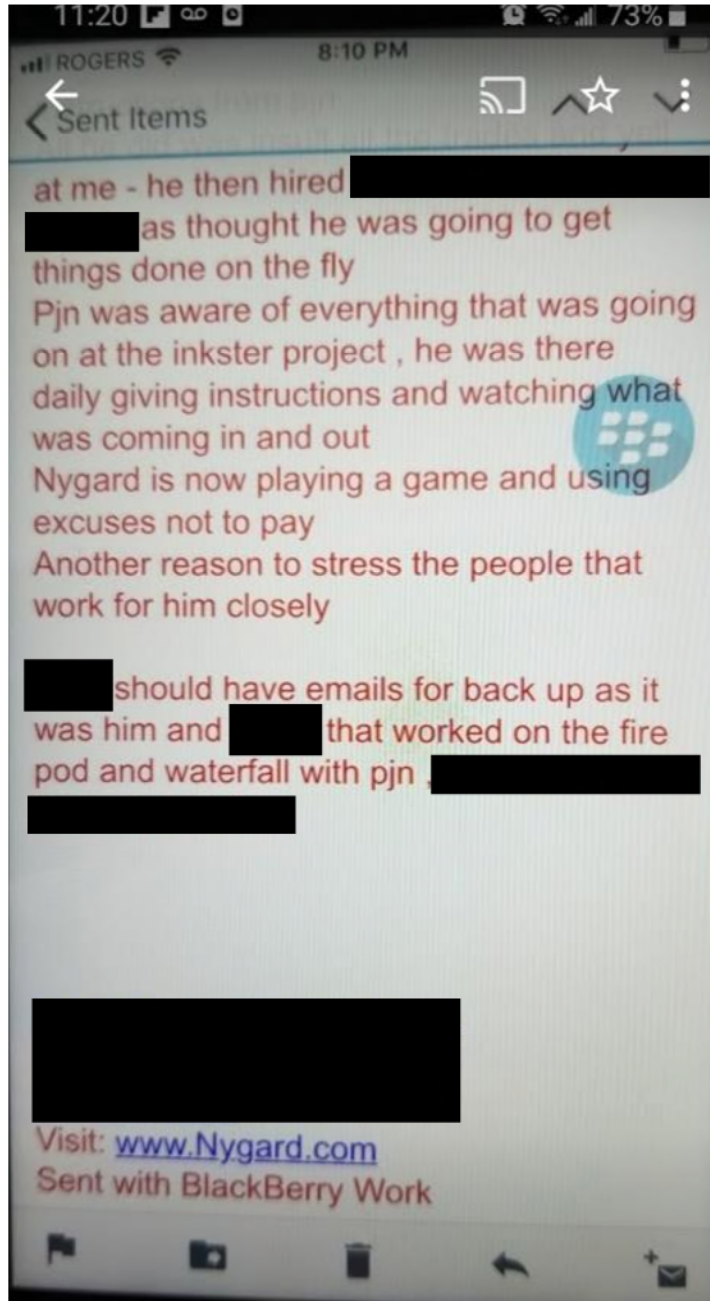 11:20 73%
ROGERS 8:10 PM
Sent Items
at me - he then hired
as thought he was going to get
things done on the fly
Pjn was aware of everything that was going
on at the inkster project , he was there
daily giving instructions and watching what
was coming in and out
Nygard is now playing a game and using
excuses not to pay
Another reason to stress the people that
work for him closely
should have emails for back up as it
was him and that worked on the fire
pod and waterfall with pjn ,
Visit: www.Nygard.com
Sent with BlackBerry Work